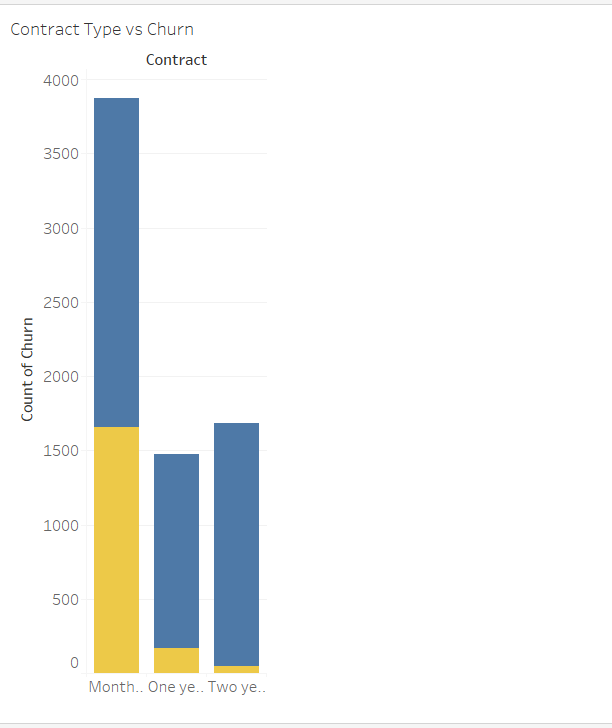 Contract Type vs Churn
Contract
4000
3500
3000
2500
2000
1500
1000
500
0
Count of Churn
Month.. One ye.. Two ye..